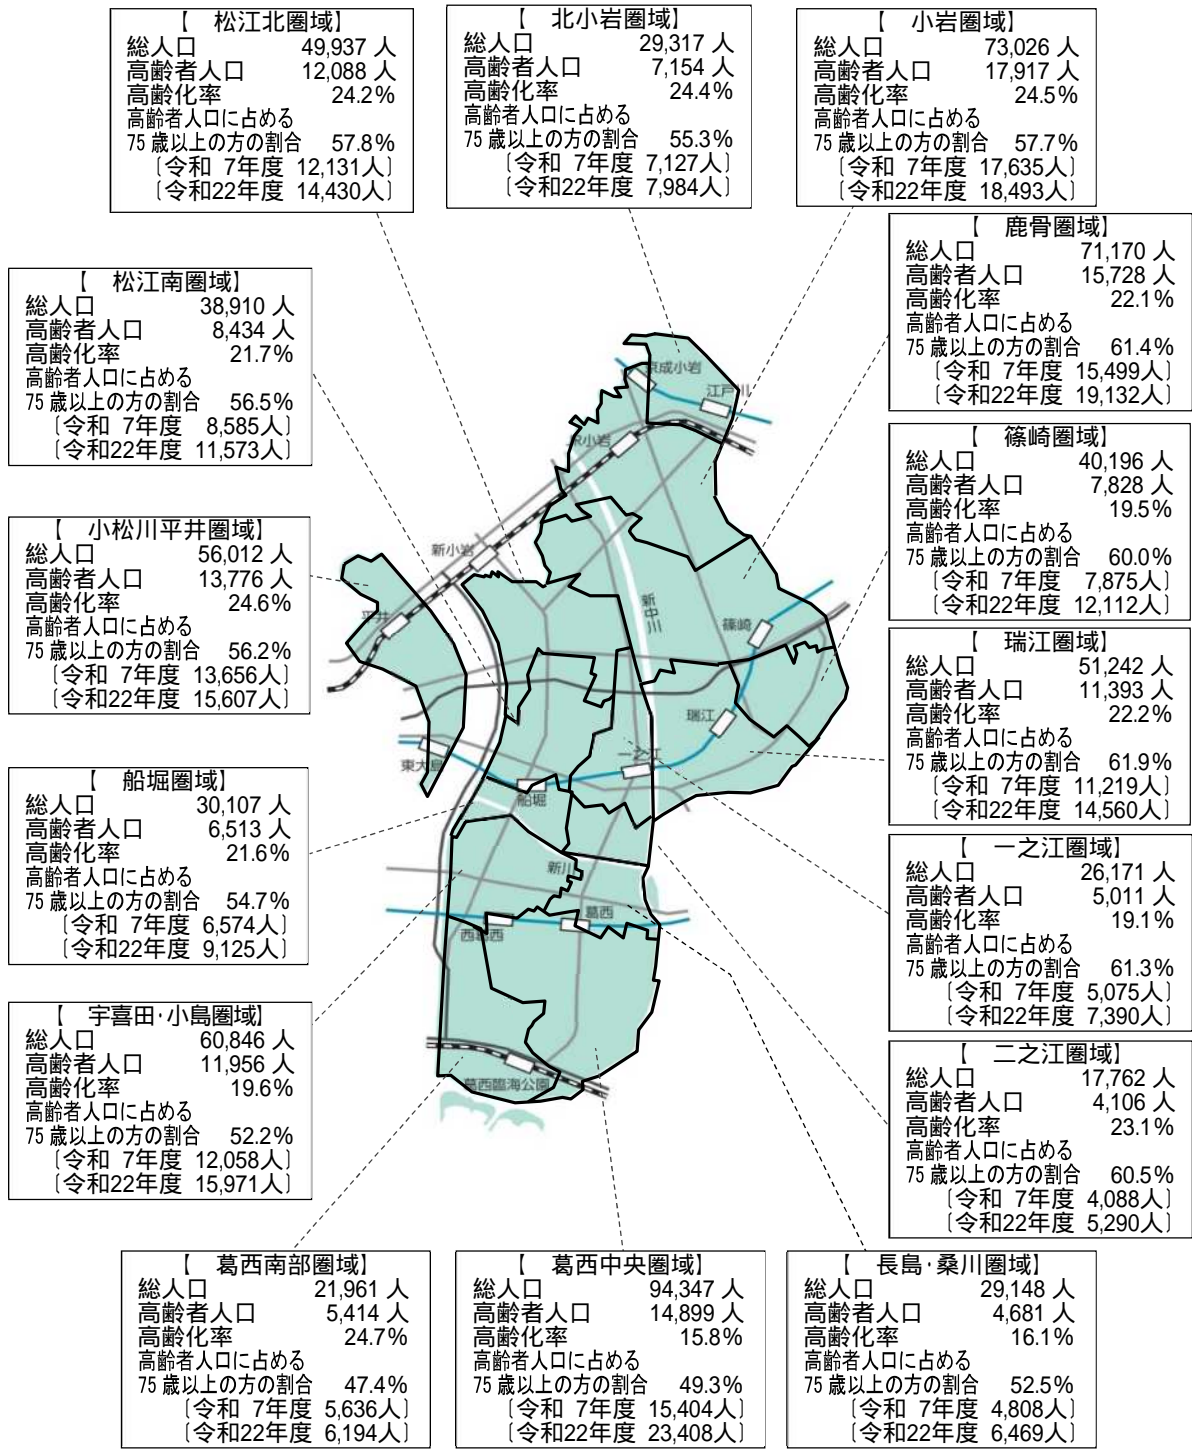 【 松江北圏域】
総人口 49,937 人
高齢者人口 12,088 人
高齢化率 24.2%
高齢者人口に占める
75 歳以上の方の割合 57.8%
〔令和 7年度 12,131人〕
〔令和22年度 14,430人〕
【 北小岩圏域】
総人口 29,317 人
高齢者人口 7,154 人
高齢化率 24.4%
高齢者人口に占める
75 歳以上の方の割合 55.3%
〔令和 7年度 7,127人〕
〔令和22年度 7,984人〕
【 小岩圏域】
総人口 73,026 人
高齢者人口 17,917 人
高齢化率 24.5%
高齢者人口に占める
75 歳以上の方の割合 57.7%
〔令和 7年度 17,635人〕
〔令和22年度 18,493人〕
【 鹿骨圏域】
総人口 71,170 人
高齢者人口 15,728 人
高齢化率 22.1%
高齢者人口に占める
75 歳以上の方の割合 61.4%
〔令和 7年度 15,499人〕
〔令和22年度 19,132人〕
【 松江南圏域】
総人口 38,910 人
高齢者人口 8,434 人
高齢化率 21.7%
高齢者人口に占める
75 歳以上の方の割合 56.5%
〔令和 7年度 8,585人〕
〔令和22年度 11,573人〕
【 篠崎圏域】
総人口 40,196 人
高齢者人口 7,828 人
高齢化率 19.5%
高齢者人口に占める
75 歳以上の方の割合 60.0%
〔令和 7年度 7,875人〕
〔令和22年度 12,112人〕
【 小松川平井圏域】
総人口 56,012 人
高齢者人口 13,776 人
高齢化率 24.6%
高齢者人口に占める
75 歳以上の方の割合 56.2%
〔令和 7年度 13,656人〕
〔令和22年度 15,607人〕
【 瑞江圏域】
総人口 51,242 人
高齢者人口 11,393 人
高齢化率 22.2%
高齢者人口に占める
75 歳以上の方の割合 61.9%
〔令和 7年度 11,219人〕
〔令和22年度 14,560人〕
【 船堀圏域】
総人口 30,107 人
高齢者人口 6,513 人
高齢化率 21.6%
高齢者人口に占める
75 歳以上の方の割合 54.7%
〔令和 7年度 6,574人〕
〔令和22年度 9,125人〕
【 一之江圏域】
総人口 26,171 人
高齢者人口 5,011 人
高齢化率 19.1%
高齢者人口に占める
75 歳以上の方の割合 61.3%
〔令和 7年度 5,075人〕
〔令和22年度 7,390人〕
【 宇喜田･小島圏域】
総人口 60,846 人
高齢者人口 11,956 人
高齢化率 19.6%
高齢者人口に占める
75 歳以上の方の割合 52.2%
〔令和 7年度 12,058人〕
〔令和22年度 15,971人〕
【 二之江圏域】
総人口 17,762 人
高齢者人口 4,106 人
高齢化率 23.1%
高齢者人口に占める
75 歳以上の方の割合 60.5%
〔令和 7年度 4,088人〕
〔令和22年度 5,290人〕
京成小岩
江戸川
JR小岩
新小岩
平井
新中川
篠崎
瑞江
一之江
東大島
船堀
新川
葛西
西葛西
葛西臨海公園
【 葛西南部圏域】
総人口 21,961 人
高齢者人口 5,414 人
高齢化率 24.7%
高齢者人口に占める
75 歳以上の方の割合 47.4%
〔令和 7年度 5,636人〕
〔令和22年度 6,194人〕
【 葛西中央圏域】
総人口 94,347 人
高齢者人口 14,899 人
高齢化率 15.8%
高齢者人口に占める
75 歳以上の方の割合 49.3%
〔令和 7年度 15,404人〕
〔令和22年度 23,408人〕
【 長島･桑川圏域】
総人口 29,148 人
高齢者人口 4,681 人
高齢化率 16.1%
高齢者人口に占める
75 歳以上の方の割合 52.5%
〔令和 7年度 4,808人〕
〔令和22年度 6,469人〕